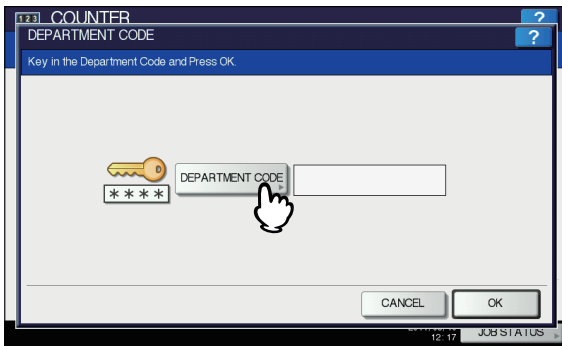 123 COUNTER ?
DEPARTMENT CODE ?
Key in the Department Code and Press OK.
DEPARTMENT CODE
* * * *
CANCEL OK
12:17 JOB STATUS